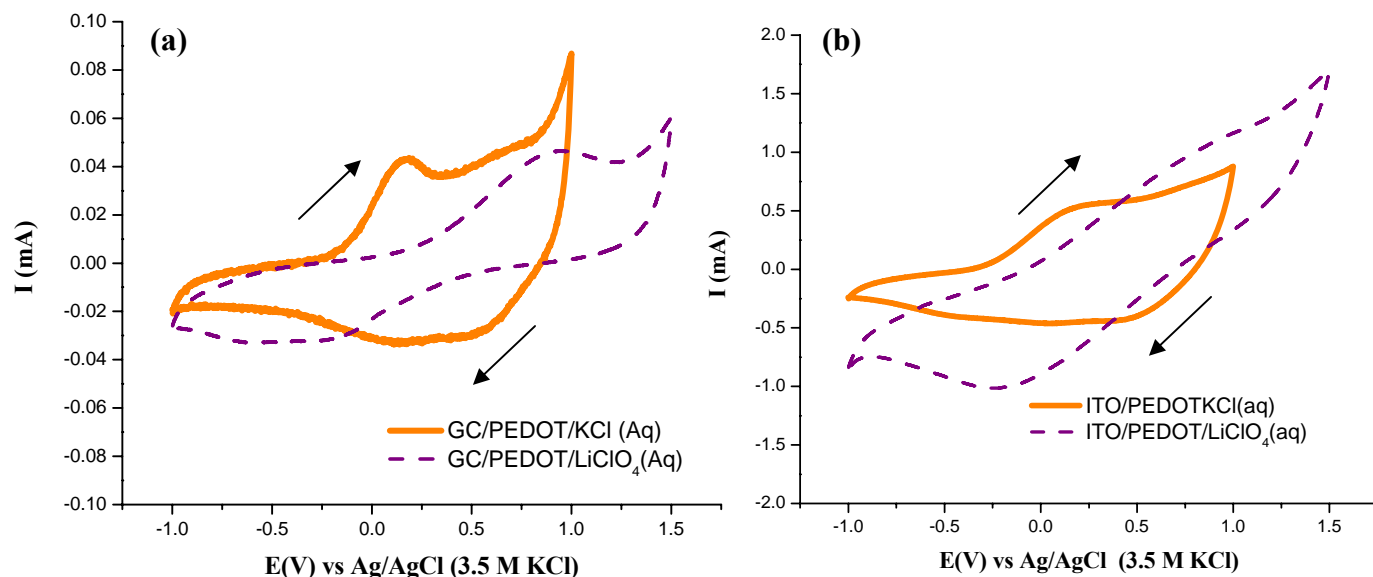 (a)
0.10
0.08
0.06
0.04
0.02
0.00
-0.02
-0.04
-0.06
-0.08
-0.10
I (mA)
GC/PEDOT/KCl (Aq)
GC/PEDOT/LiClO4(Aq)
-1.0 -0.5 0.0 0.5 1.0 1.5
E(V) vs Ag/AgCl (3.5 M KCl)
(b)
2.0
1.5
1.0
0.5
0.0
-0.5
-1.0
-1.5
-2.0
I (mA)
ITO/PEDOTKCl(aq)
ITO/PEDOT/LiClO4(aq)
-1.0 -0.5 0.0 0.5 1.0 1.5
E(V) vs Ag/AgCl (3.5 M KCl)